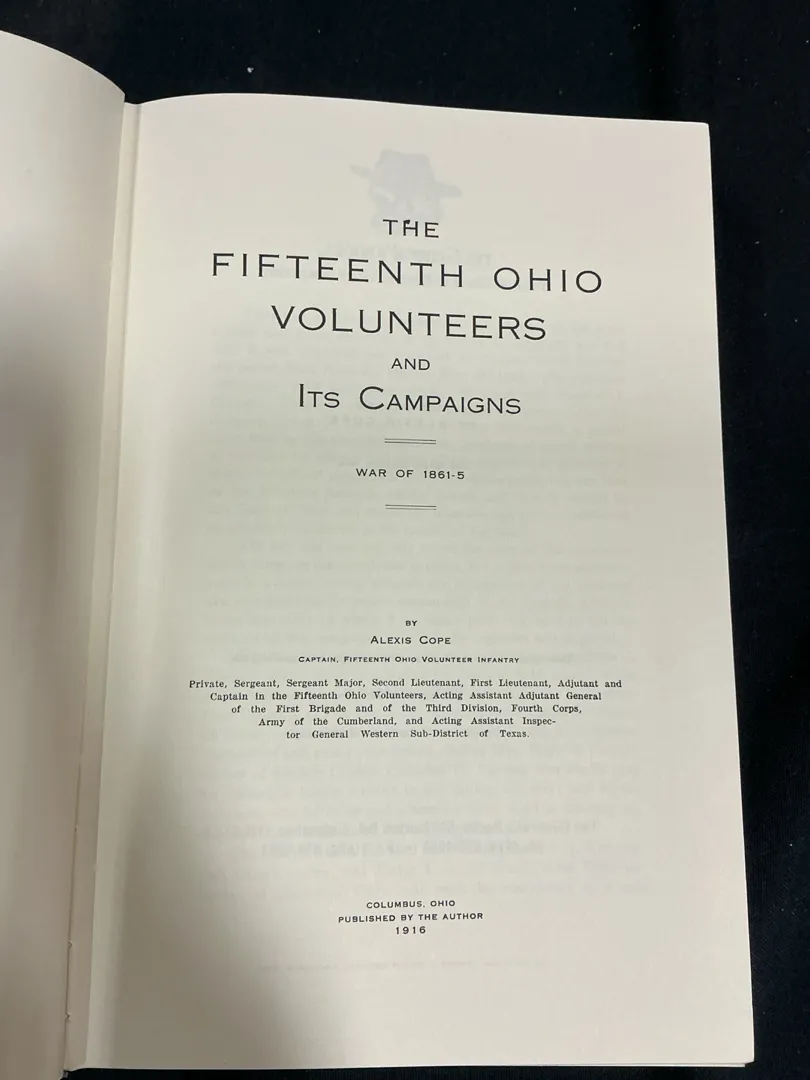 THE
FIFTEENTH OHIO
VOLUNTEERS
AND
ITS CAMPAIGNS
WAR OF 1861-5
BY
ALEXIS COPE
CAPTAIN, FIFTEENTH OHIO VOLUNTEER INFANTRY
Private, Sergeant, Sergeant Major, Second Lieutenant, First Lieutenant, Adjutant and
Captain in the Fifteenth Ohio Volunteers, Acting Assistant Adjutant General
of the First Brigade and of the Third Division, Fourth Corps,
Army of the Cumberland, and Acting Assistant Inspec-
tor General Western Sub-District of Texas.
COLUMBUS, OHIO
PUBLISHED BY THE AUTHOR
1916